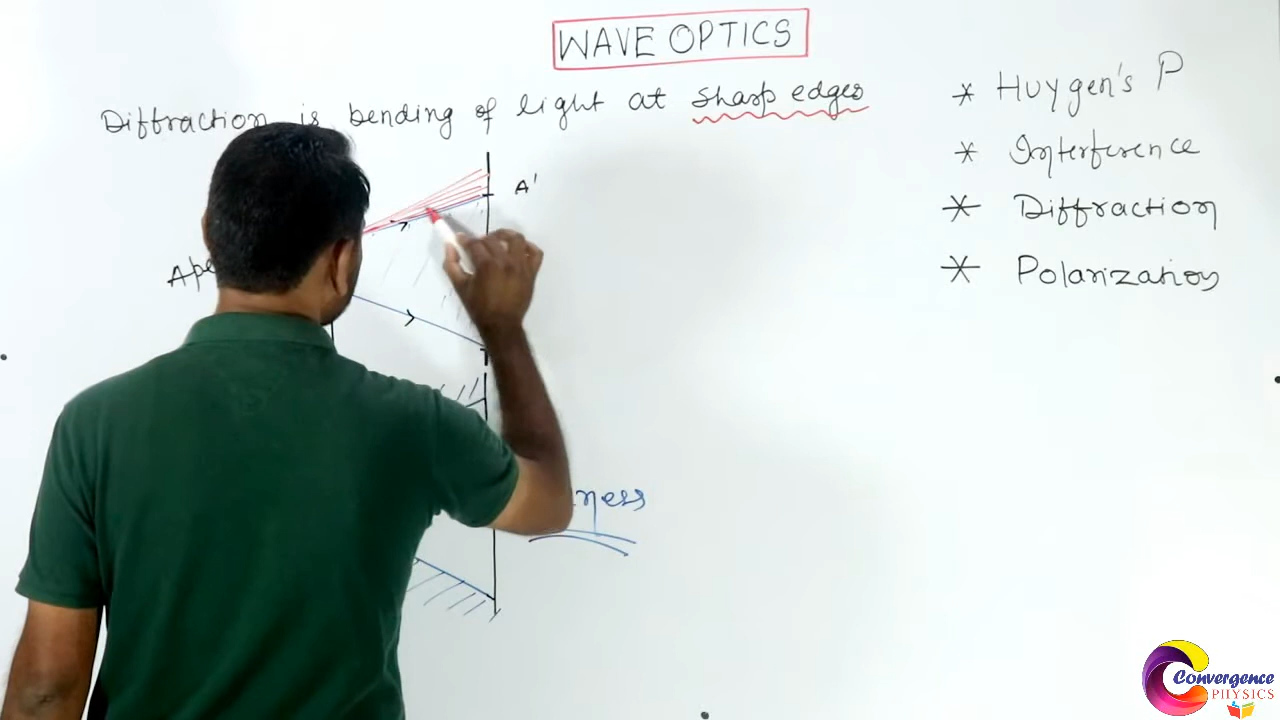 WAVE OPTICS
Diffraction is bending of light at sharp edges
* Huygen's P
* Interference
* Diffraction
* Polarization
A'
Convergence
PHYSICS